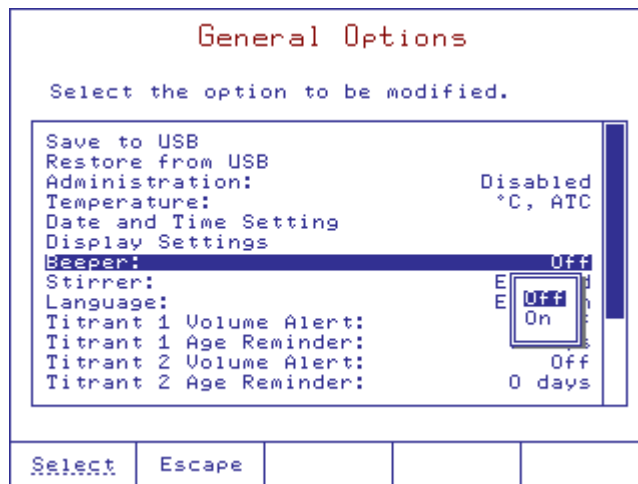 General Options
Select the option to be modified.
Save to USB
Restore from USB
Administration: Disabled
Temperature: °C, ATC
Date and Time Setting
Display Settings
Beeper: Off
Stirrer:
Language:
Off
On
Titrant 1 Volume Alert:
Titrant 1 Age Reminder:
Titrant 2 Volume Alert: Off
Titrant 2 Age Reminder: 0 days
Select Escape